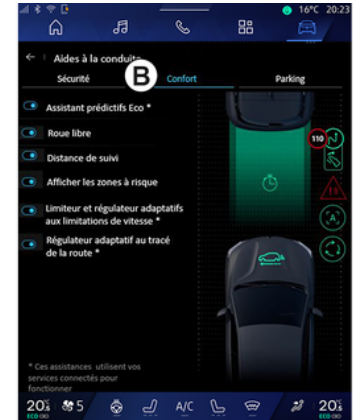 16°C 20:23
Aides à la conduite
Sécurité
B
Confort
Parking
Assistant prédictifs Eco *
Roue libre
Distance de suivi
Afficher les zones à risque
Limiteur et régulateur adaptatifs
aux limitations de vitesse *
Régulateur adaptatif au tracé
de la route *
110
A
* Ces assistances utilisent vos
services connectés pour
fonctionner
20 5 A/C 20
ECO ECO